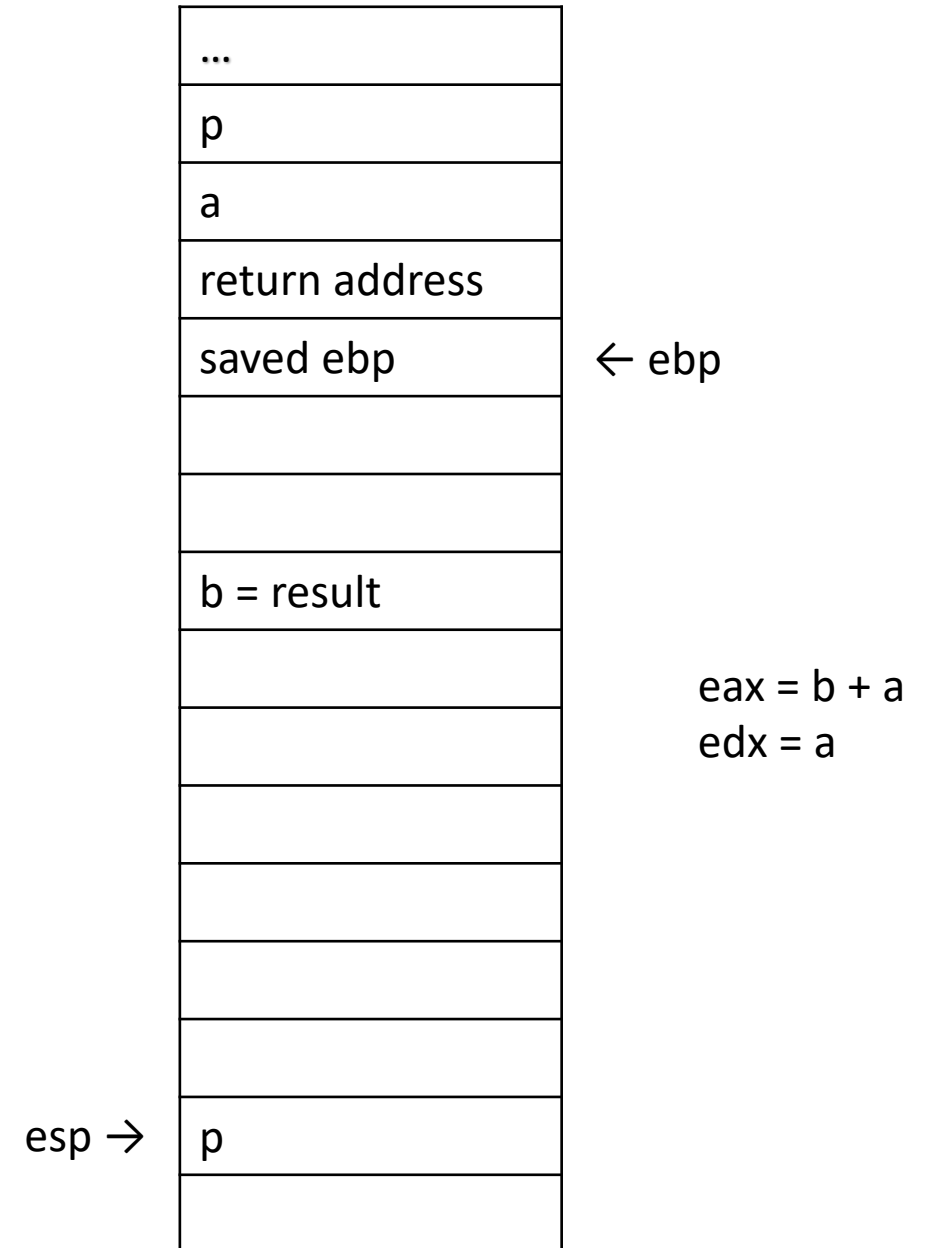 ...
p
a
return address
saved ebp
← ebp
b = result
eax = b + a
edx = a
esp →
p